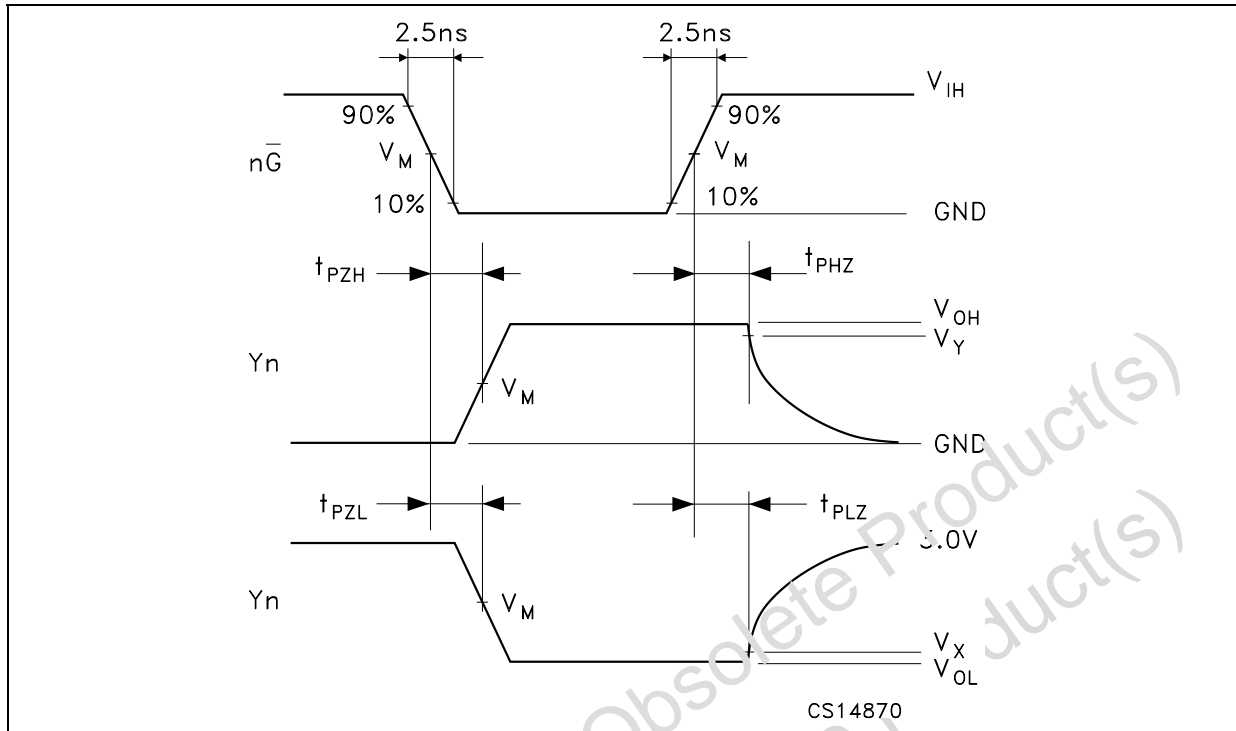 2.5ns 2.5ns
V_IH
90% 90%
nG̅ V_M V_M
10% 10%
GND
t_PZH t_PHZ
V_OH
V_Y
Yn
V_M
GND
t_PZL t_PLZ
Yn
V_M
V_X
V_OL
CS14870
Obsolete Product(s)